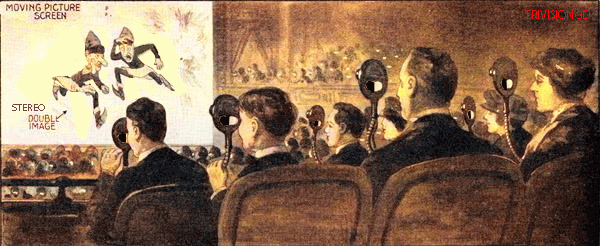 MOVING PICTURE
SCREEN
STEREO
DOUBLE
IMAGE